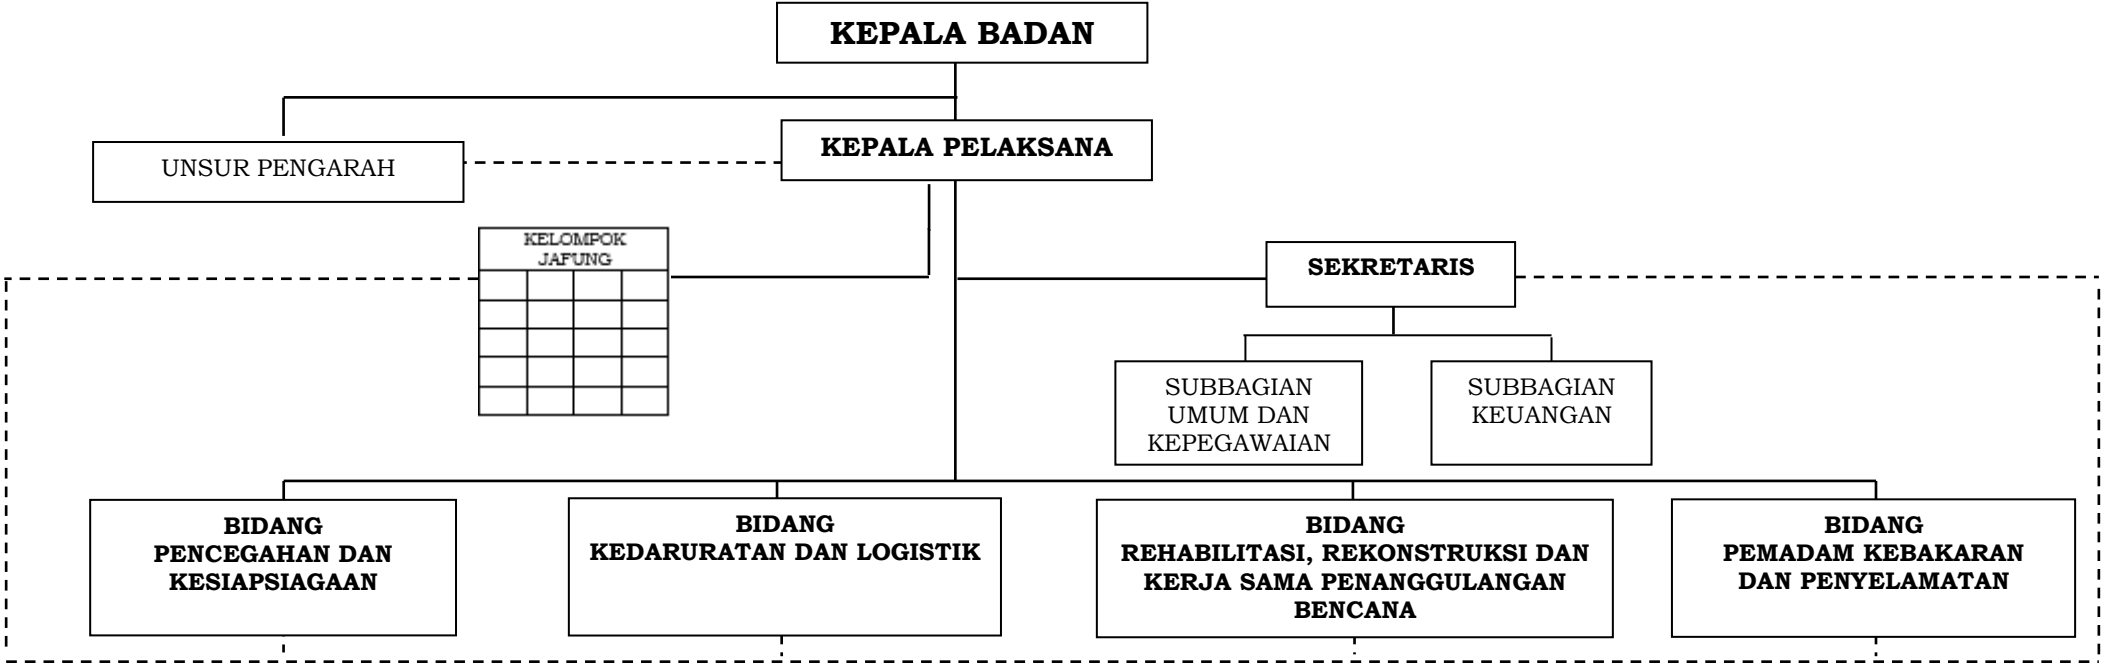 KEPALA BADAN
KEPALA PELAKSANA
UNSUR PENGARAH
KELOMPOK
JAFUNG
SEKRETARIS
SUBBAGIAN
UMUM DAN
KEPEGAWAIAN
SUBBAGIAN
KEUANGAN
BIDANG
PENCEGAHAN DAN
KESIAPSIAGAAN
BIDANG
KEDARURATAN DAN LOGISTIK
BIDANG
REHABILITASI, REKONSTRUKSI DAN
KERJA SAMA PENANGGULANGAN
BENCANA
BIDANG
PEMADAM KEBAKARAN
DAN PENYELAMATAN